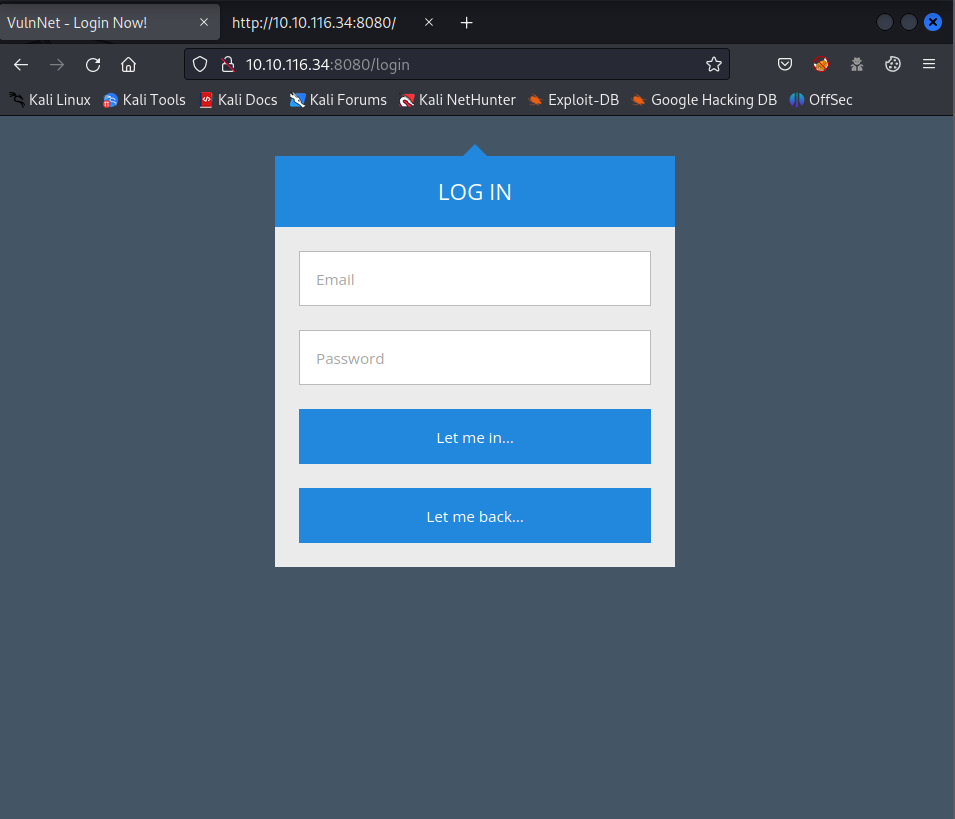 VulnNet - Login Now!
http://10.10.116.34:8080/
10.10.116.34:8080/login
Kali Linux Kali Tools Kali Docs Kali Forums Kali NetHunter Exploit-DB Google Hacking DB OffSec
LOG IN
Email
Password
Let me in...
Let me back...